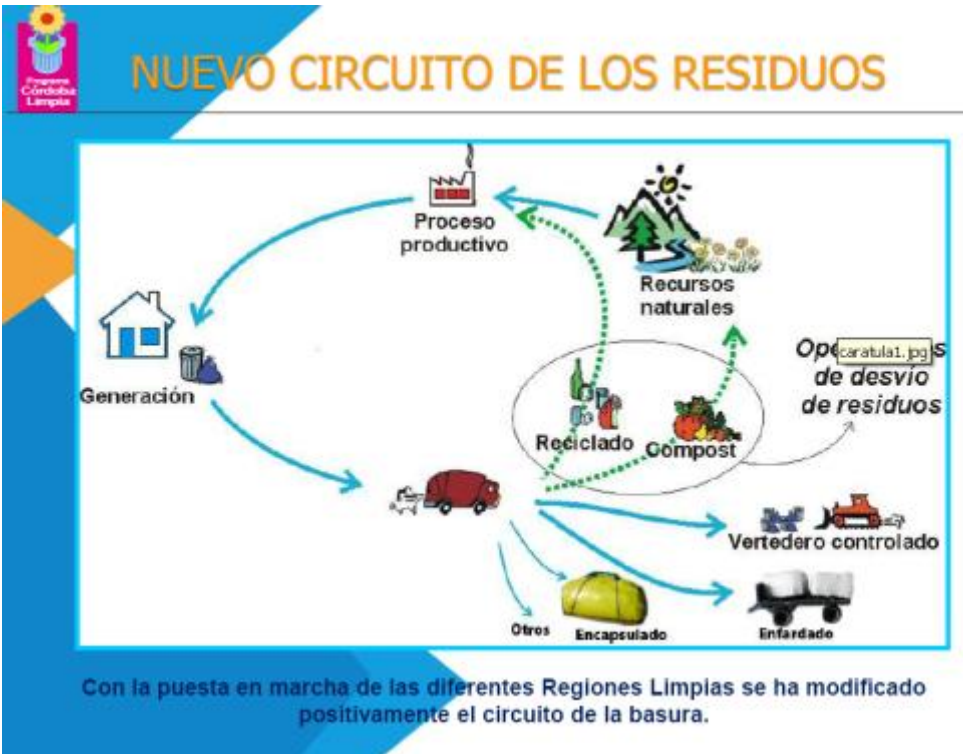 Programa
Córdoba
Limpia
NUEVO CIRCUITO DE LOS RESIDUOS
Proceso
productivo
Recursos
naturales
Generación
Reciclado
Compost
caratula1.jpg
de desvío
de residuos
Vertedero controlado
Otros
Encapsulado
Enfardado
Con la puesta en marcha de las diferentes Regiones Limpias se ha modificado
positivamente el circuito de la basura.